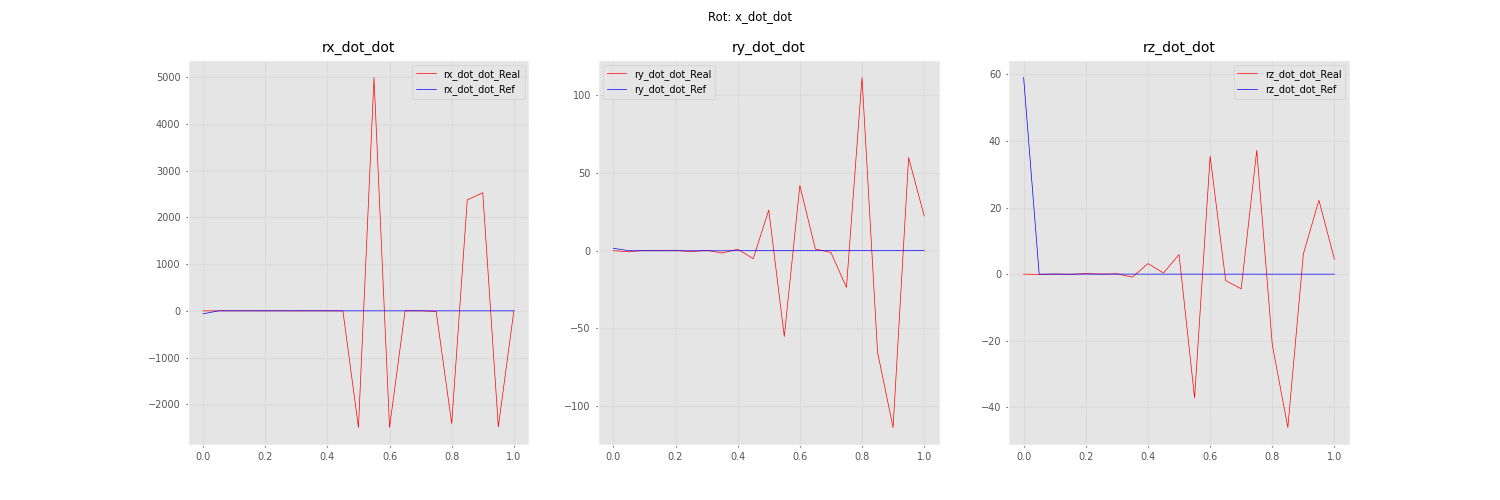 Rot: x_dot_dot
rx_dot_dot
ry_dot_dot
rz_dot_dot
rx_dot_dot_Real
rx_dot_dot_Ref
5000
4000
3000
2000
1000
0
−1000
−2000
0.0 0.2 0.4 0.6 0.8 1.0
ry_dot_dot_Real
ry_dot_dot_Ref
100
50
0
−50
−100
0.0 0.2 0.4 0.6 0.8 1.0
rz_dot_dot_Real
rz_dot_dot_Ref
60
40
20
0
−20
−40
0.0 0.2 0.4 0.6 0.8 1.0